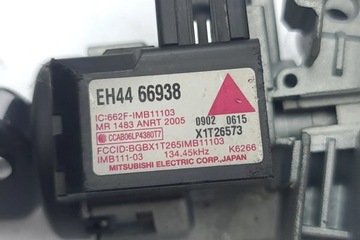 EH44 66938
IC:662F-IMB11103
MR 1483 ANRT 2005
0902 0615
CCAB06LP4380T7
X1T26573
FCCID:BGBX1T265IMB11103
IMB111-03 134,45kHz K6266
MITSUBISHI ELECTRIC CORP.,JAPAN